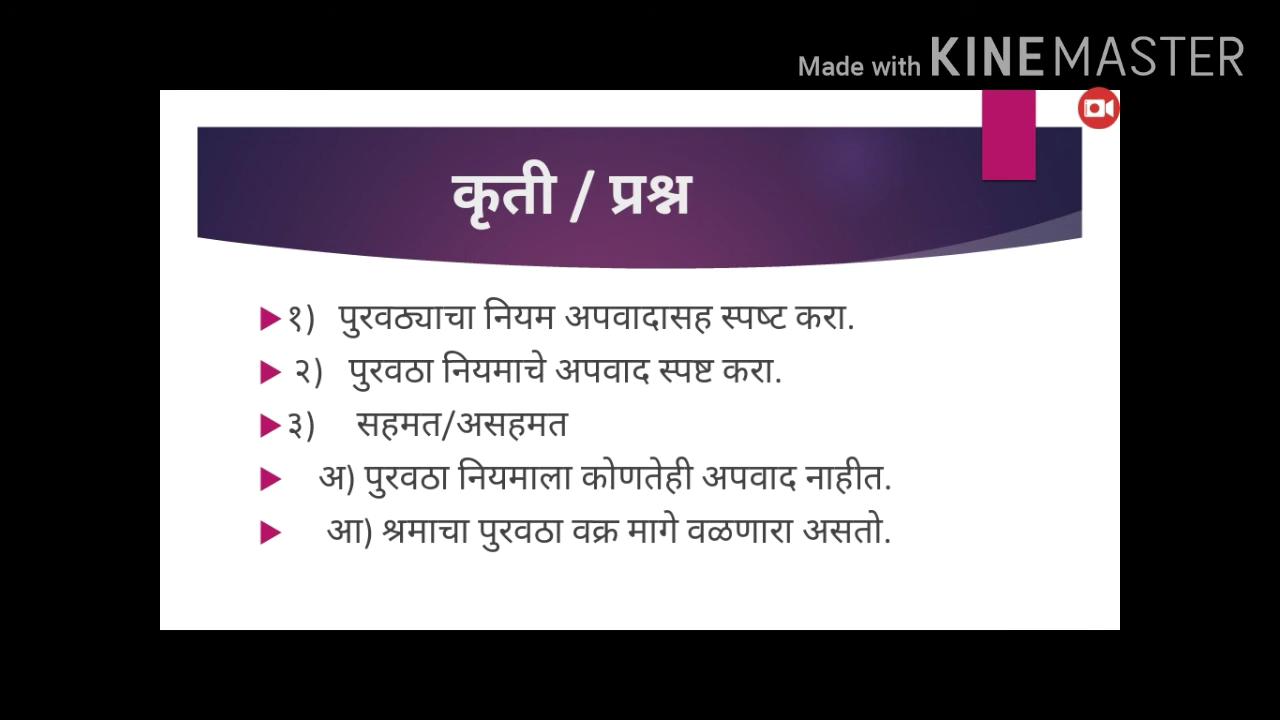 Made with KINEMASTER
कृती / प्रश्न
१) पुरवठ्याचा नियम अपवादासह स्पष्ट करा.
२) पुरवठा नियमाचे अपवाद स्पष्ट करा.
३) सहमत/असहमत
अ) पुरवठा नियमाला कोणतेही अपवाद नाहीत.
आ) श्रमाचा पुरवठा वक्र मागे वळणारा असतो.